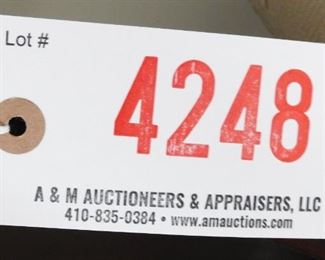 Lot #
4248
A & M AUCTIONEERS & APPRAISERS, LLC
410-835-0384 • www.amauctions.com